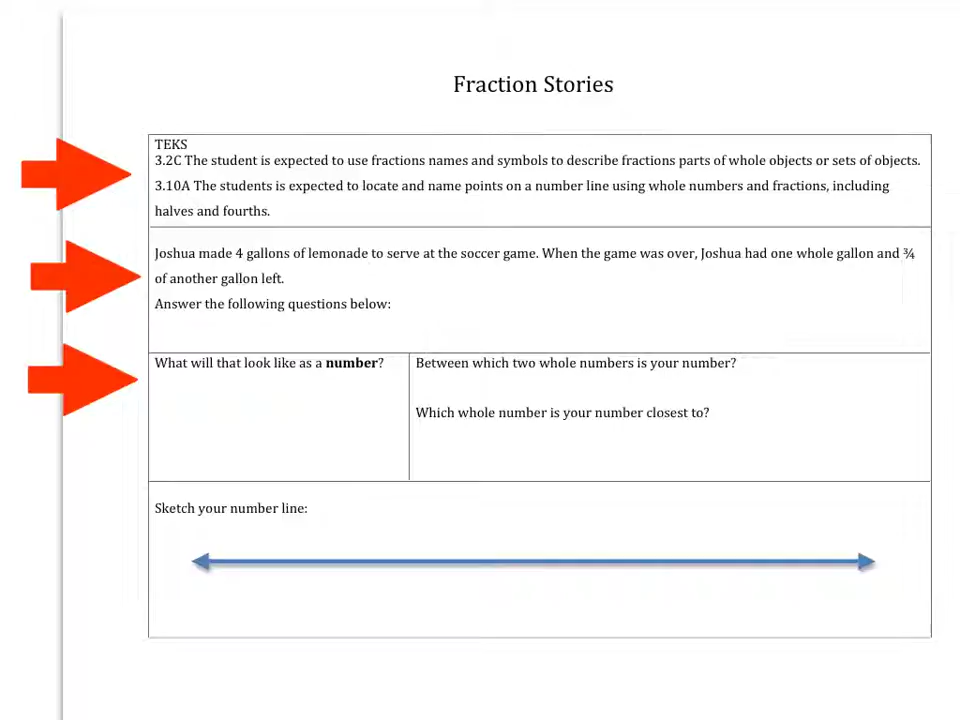 Fraction Stories
TEKS
3.2C The student is expected to use fractions names and symbols to describe fractions parts of whole objects or sets of objects.
3.10A The students is expected to locate and name points on a number line using whole numbers and fractions, including
halves and fourths.
Joshua made 4 gallons of lemonade to serve at the soccer game. When the game was over, Joshua had one whole gallon and ¾
of another gallon left.
Answer the following questions below:
What will that look like as a number?
Between which two whole numbers is your number?
Which whole number is your number closest to?
Sketch your number line: